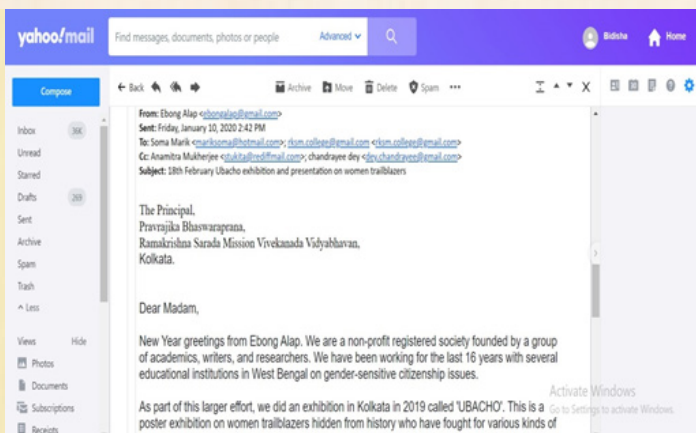 yahoo!mail
Find messages, documents, photos or people
Advanced
Bidisha
Home
Compose
Back
Archive
Move
Delete
Spam
Inbox
36K
Unread
Starred
Drafts
269
Sent
Archive
Spam
Trash
Less
Views
Hide
Photos
Documents
Subscriptions
Receipts
From: Ebong Alap <ebongalap@gmail.com>
Sent: Friday, January 10, 2020 2:42 PM
To: Soma Marik <mariksoma@hotmail.com>; rksm.college@gmail.com <rksm.college@gmail.com>
Cc: Anamitra Mukherjee <stukita@rediffmail.com>; chandrayee dey <dey.chandrayee@gmail.com>
Subject: 18th February Ubacho exhibition and presentation on women trailblazers
The Principal,
Pravrajika Bhaswaraprana,
Ramakrishna Sarada Mission Vivekanada Vidyabhavan,
Kolkata.
Dear Madam,
New Year greetings from Ebong Alap. We are a non-profit registered society founded by a group
of academics, writers, and researchers. We have been working for the last 16 years with several
educational institutions in West Bengal on gender-sensitive citizenship issues.
As part of this larger effort, we did an exhibition in Kolkata in 2019 called 'UBACHO'. This is a
poster exhibition on women trailblazers hidden from history who have fought for various kinds of
Activate Windows
Go to Settings to activate Windows.